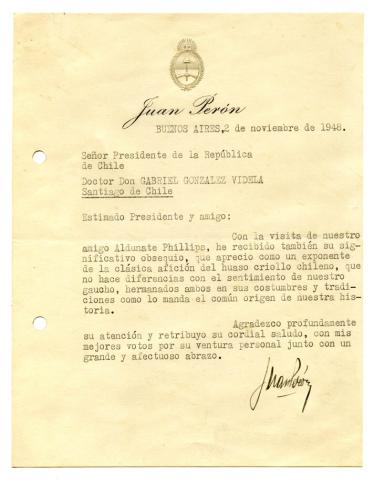 Juan Perón
BUENOS AIRES, 2 de noviembre de 1948.
Señor Presidente de la República
de Chile
Doctor Don GABRIEL GONZALEZ VIDELA
Santiago de Chile
Estimado Presidente y amigo:
Con la visita de nuestro
amigo Aldunate Phillips, he recibido también su sig-
nificativo obsequio, que aprecio como un exponente
de la clásica afición del huaso criollo chileno, que
no hace diferencias con el sentimiento de nuestro
gaucho, hermanados ambos en sus costumbres y tradi-
ciones como lo manda el común origen de nuestra his-
toria.
Agradezco profundamente
su atención y retribuyo su cordial saludo, con mis
mejores votos por su ventura personal junto con un
grande y afectuoso abrazo.
Juan Perón